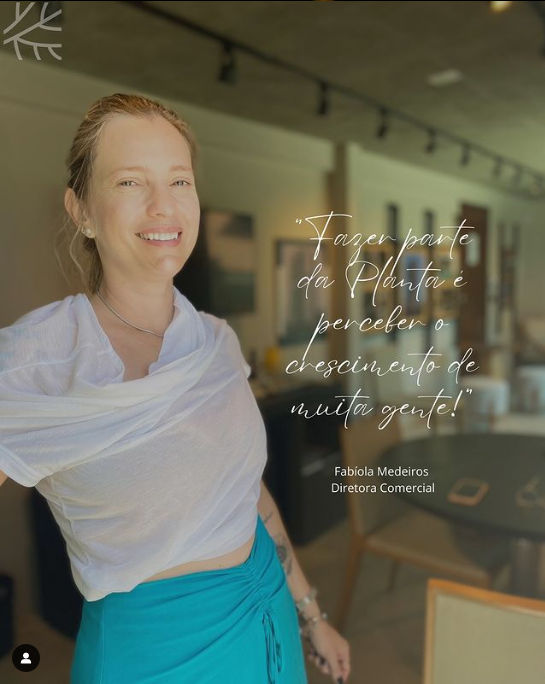 "Fazer parte
da Planta é
perceber o
crescimento de
muita gente!"
Fabíola Medeiros
Diretora Comercial